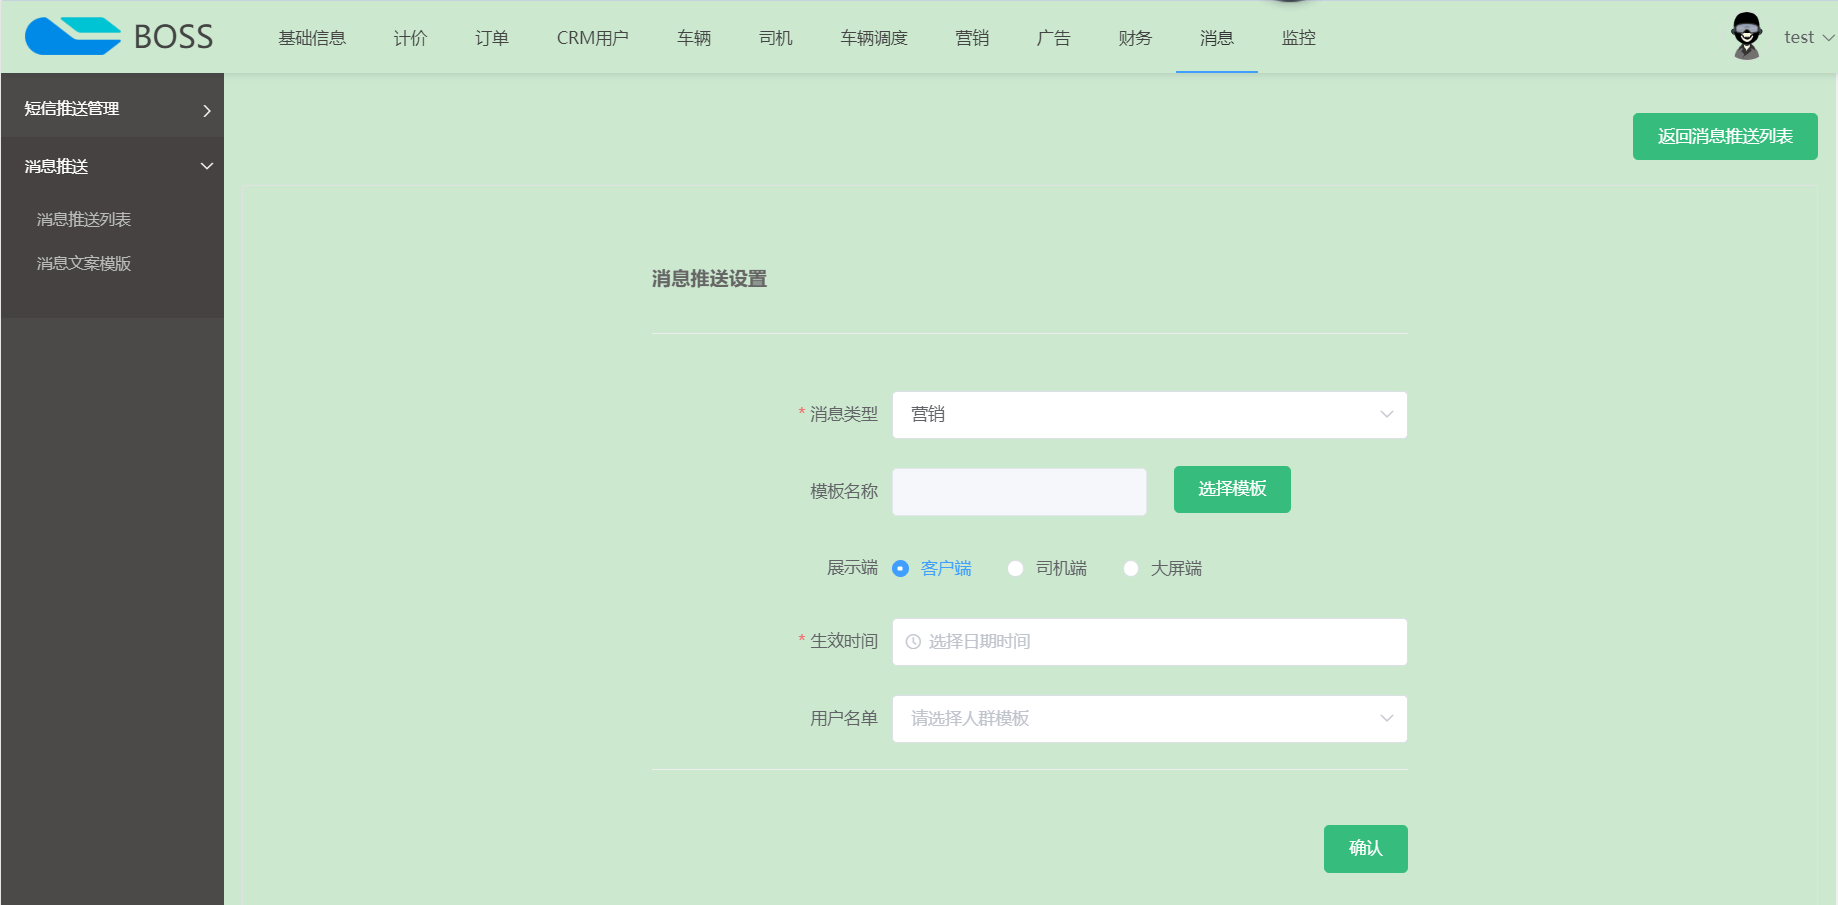 BOSS 基础信息 计价 订单 CRM用户 车辆 司机 车辆调度 营销 广告 财务 消息 监控 test
短信推送管理
消息推送
消息推送列表
消息文案模版
返回消息推送列表
消息推送设置
* 消息类型 营销
模板名称 选择模板
展示端 客户端 司机端 大屏端
* 生效时间 选择日期时间
用户名单 请选择人群模板
确认